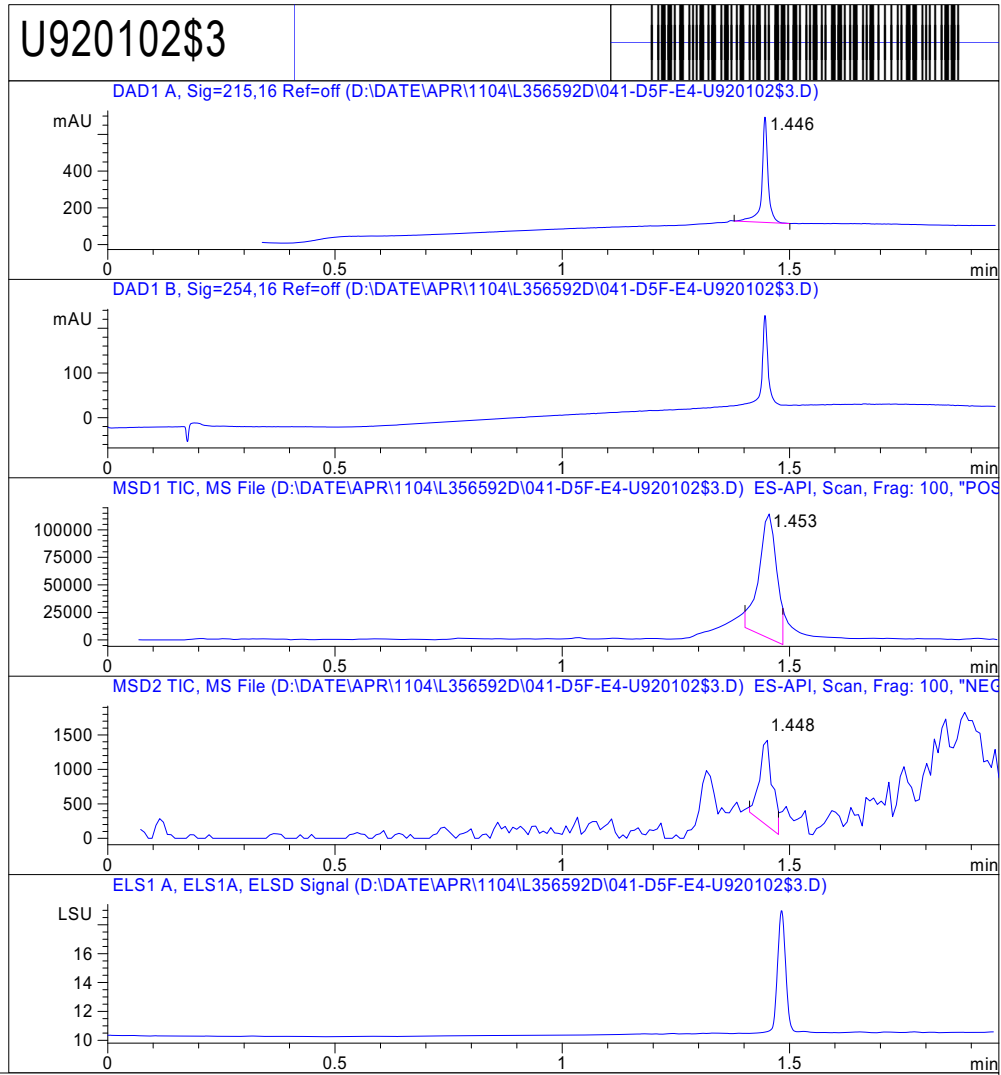 U920102$3
DAD1 A, Sig=215,16 Ref=off (D:\DATE\APR\1104\L356592D\041-D5F-E4-U920102$3.D)
mAU
400
200
0
1.446
0 0.5 1 1.5 min
DAD1 B, Sig=254,16 Ref=off (D:\DATE\APR\1104\L356592D\041-D5F-E4-U920102$3.D)
mAU
100
0
0 0.5 1 1.5 min
MSD1 TIC, MS File (D:\DATE\APR\1104\L356592D\041-D5F-E4-U920102$3.D) ES-API, Scan, Frag: 100, "POS
100000
75000
50000
25000
0
1.453
0 0.5 1 1.5 min
MSD2 TIC, MS File (D:\DATE\APR\1104\L356592D\041-D5F-E4-U920102$3.D) ES-API, Scan, Frag: 100, "NEG
1500
1000
500
0
1.448
0 0.5 1 1.5 min
ELS1 A, ELS1A, ELSD Signal (D:\DATE\APR\1104\L356592D\041-D5F-E4-U920102$3.D)
LSU
16
14
12
10
0 0.5 1 1.5 min